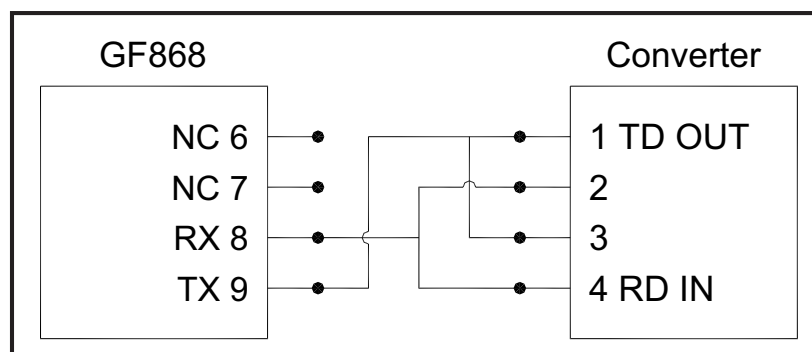 GF868
Converter
NC 6
NC 7
RX 8
TX 9
1 TD OUT
2
3
4 RD IN